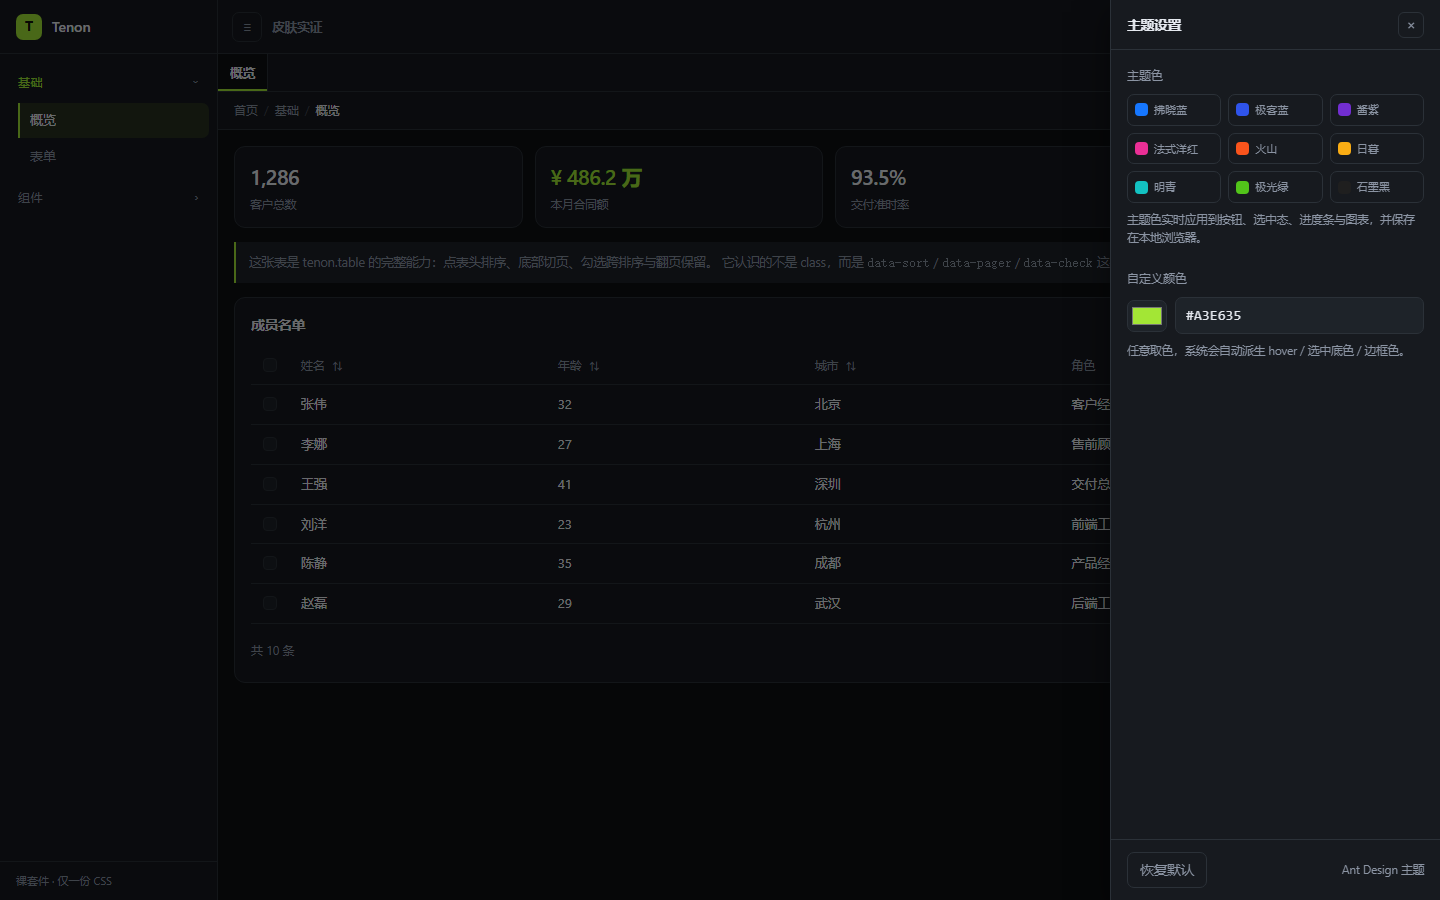 T Tenon
基础
概览
表单
组件
裸套件 · 仅一份 CSS
皮肤实证
概览
首页 / 基础 / 概览
1,286
客户总数
¥ 486.2 万
本月合同额
93.5%
交付准时率
这张表是 tenon.table 的完整能力：点表头排序、底部切页、勾选跨排序与翻页保留。 它认识的不是 class，而是 data-sort / data-pager / data-check 这
成员名单
姓名 ⇅ 年龄 ⇅ 城市 ⇅ 角色
张伟 32 北京 客户经
李娜 27 上海 售前顾
王强 41 深圳 交付总
刘洋 23 杭州 前端工
陈静 35 成都 产品经
赵磊 29 武汉 后端工
共 10 条
主题设置 ×
主题色
拂晓蓝 极客蓝 酱紫
法式洋红 火山 日暮
明青 极光绿 石墨黑
主题色实时应用到按钮、选中态、进度条与图表，并保存
在本地浏览器。
自定义颜色
#A3E635
任意取色，系统会自动派生 hover / 选中底色 / 边框色。
恢复默认 Ant Design 主题